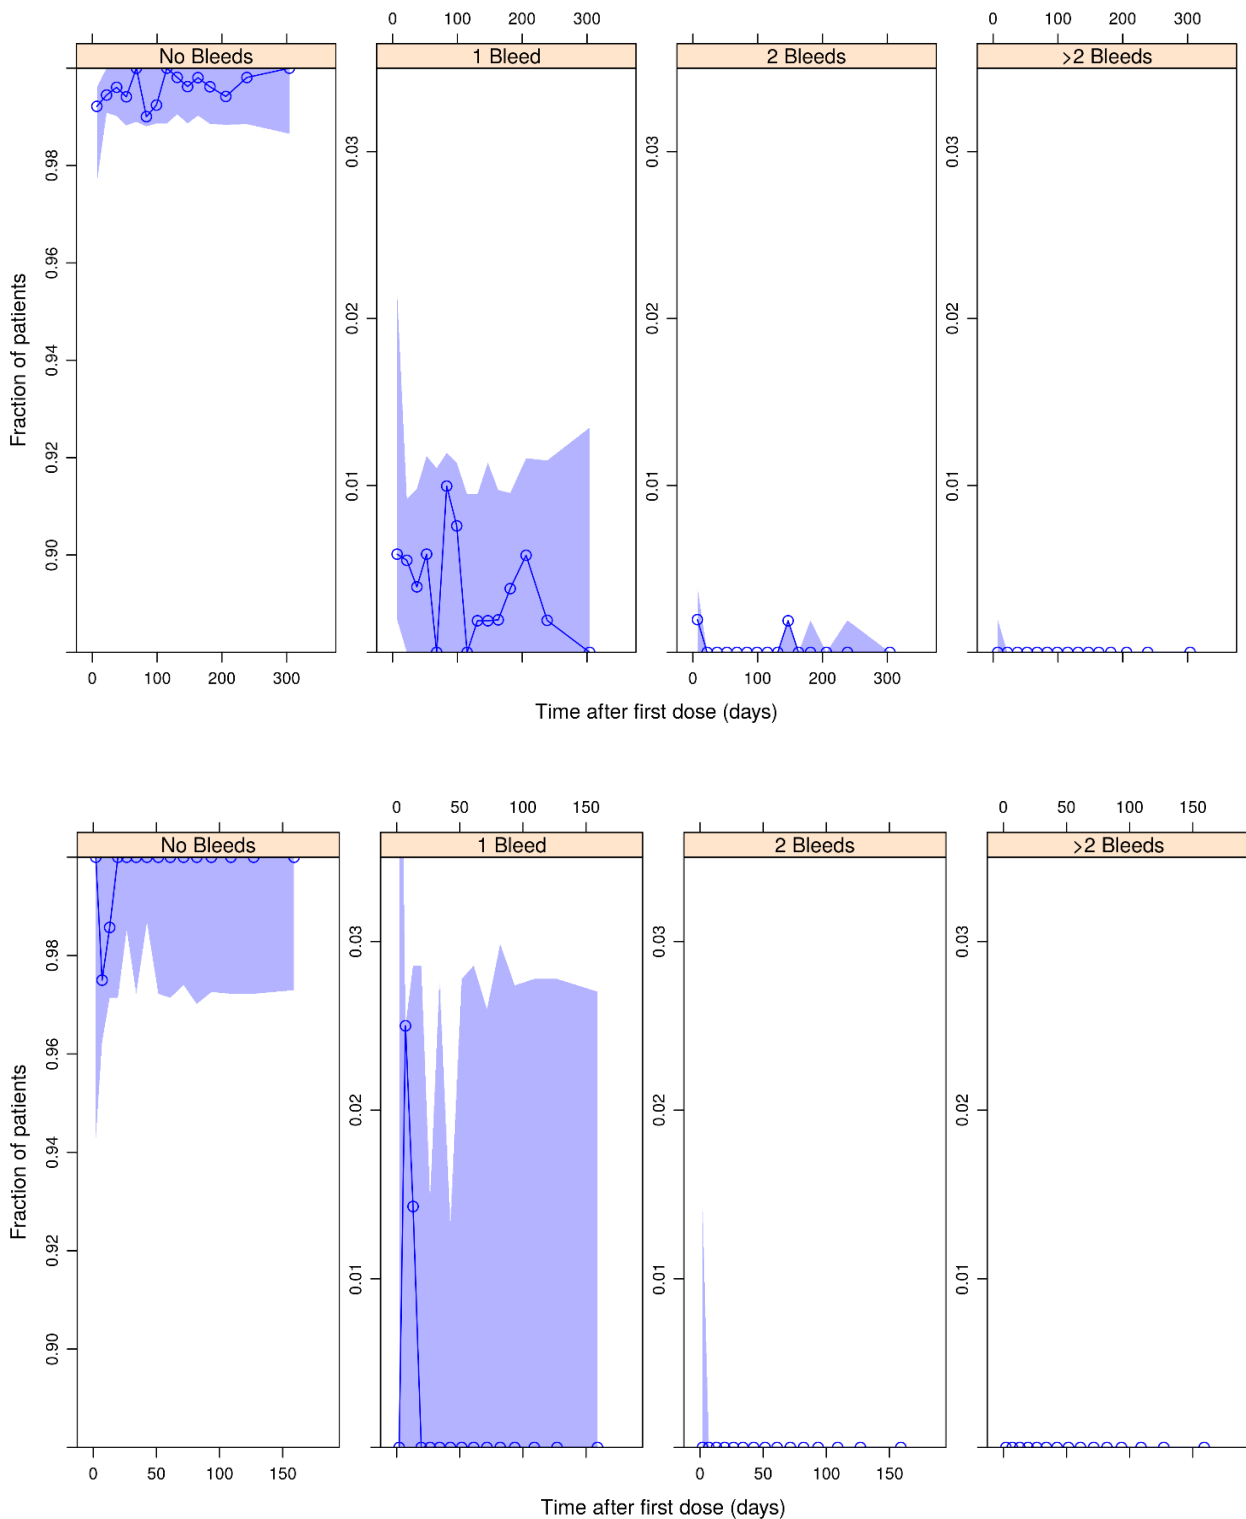 0 100 200 300 0 100 200 300
No Bleeds 1 Bleed 2 Bleeds >2 Bleeds
0.98
0.96
0.94
0.92
0.90
0.03
0.02
0.01
0.03
0.02
0.01
0.03
0.02
0.01
Fraction of patients
0 100 200 300 0 100 200 300
Time after first dose (days)
0 50 100 150 0 50 100 150
No Bleeds 1 Bleed 2 Bleeds >2 Bleeds
0.98
0.96
0.94
0.92
0.90
0.03
0.02
0.01
0.03
0.02
0.01
0.03
0.02
0.01
Fraction of patients
0 50 100 150 0 50 100 150
Time after first dose (days)